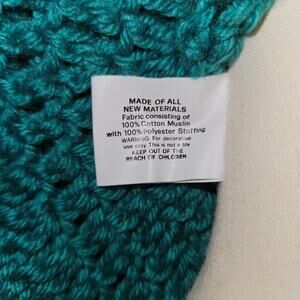 MADE OF ALL
NEW MATERIALS
Fabric consisting of
100% Cotton Muslin
with 100% Polyester Stuffing
WARNING: For decorative
use only. This is not a toy
KEEP OUT OF THE
REACH OF CHILDREN